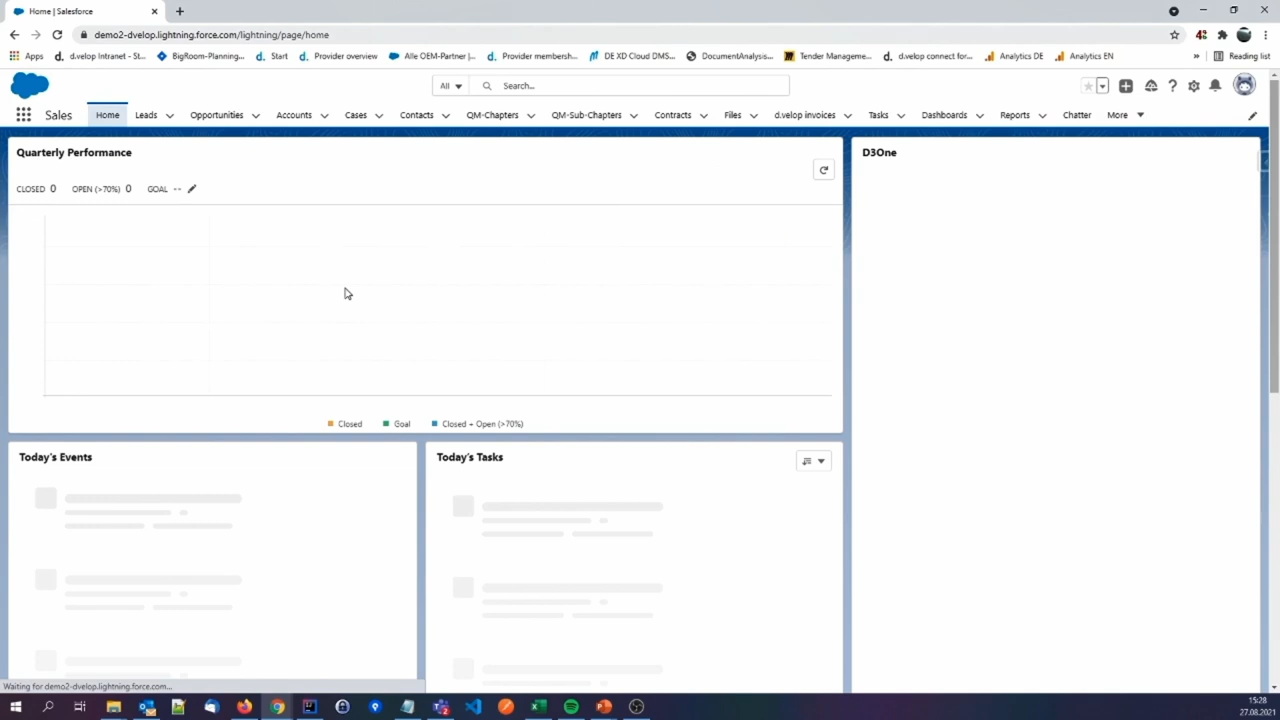 Home | Salesforce
demo2-dvelop.lightning.force.com/lightning/page/home
Apps d.velop Intranet - St... BigRoom-Planning... Start Provider overview Alle OEM-Partner |... Provider membersh... DE XD Cloud DMS... DocumentAnalysis... Tender Manageme... d.velop connect for... Analytics DE Analytics EN » Reading list
All Search...
Sales Home Leads Opportunities Accounts Cases Contacts QM-Chapters QM-Sub-Chapters Contracts Files d.velop invoices Tasks Dashboards Reports Chatter More
Quarterly Performance
D3One
CLOSED 0 OPEN (>70%) 0 GOAL --
Closed Goal Closed + Open (>70%)
Today's Events
Today's Tasks
Waiting for demo2-dvelop.lightning.force.com...
15:28
27.08.2021